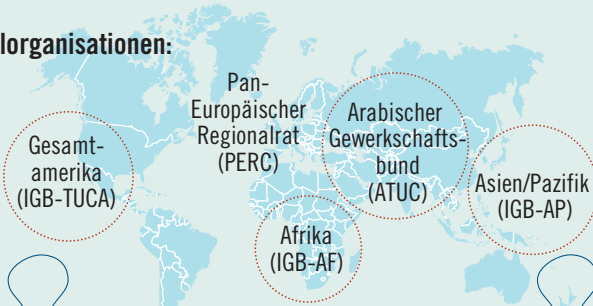 lorganisationen:
Gesamt-
amerika
(IGB-TUCA)
Pan-
Europäischer
Regionalrat
(PERC)
Arabischer
Gewerkschafts-
bund
(ATUC)
Asien/Pazifik
(IGB-AP)
Afrika
(IGB-AF)